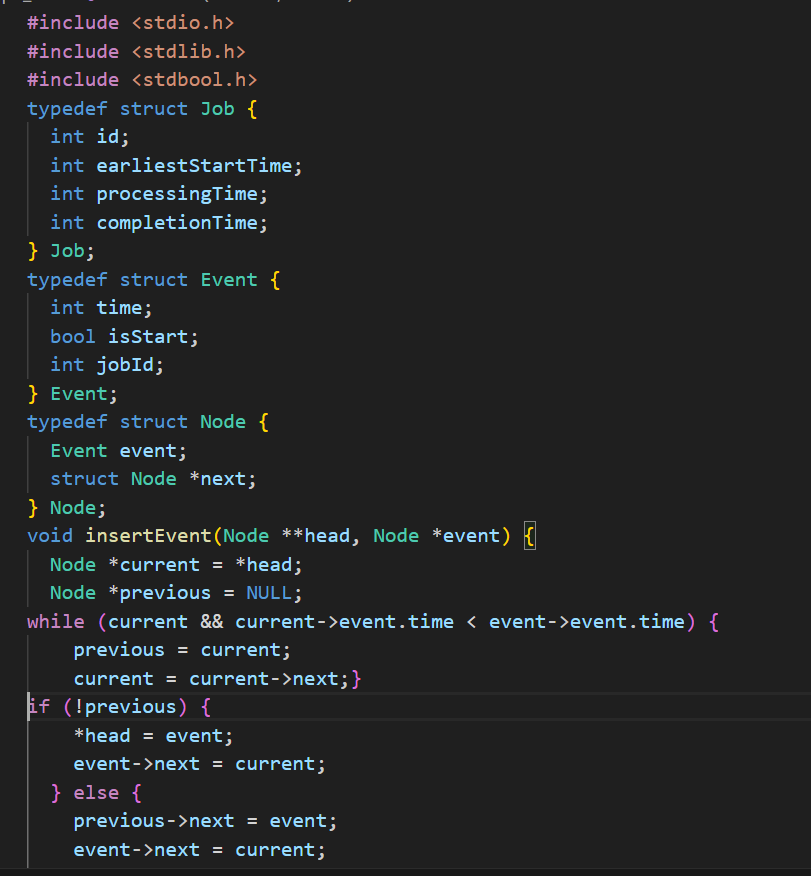 #include <stdio.h>
#include <stdlib.h>
#include <stdbool.h>
typedef struct Job {
  int id;
  int earliestStartTime;
  int processingTime;
  int completionTime;
} Job;
typedef struct Event {
  int time;
  bool isStart;
  int jobId;
} Event;
typedef struct Node {
  Event event;
  struct Node *next;
} Node;
void insertEvent(Node **head, Node *event) {
  Node *current = *head;
  Node *previous = NULL;
while (current && current->event.time < event->event.time) {
    previous = current;
    current = current->next;}
if (!previous) {
    *head = event;
    event->next = current;
  } else {
    previous->next = event;
    event->next = current;